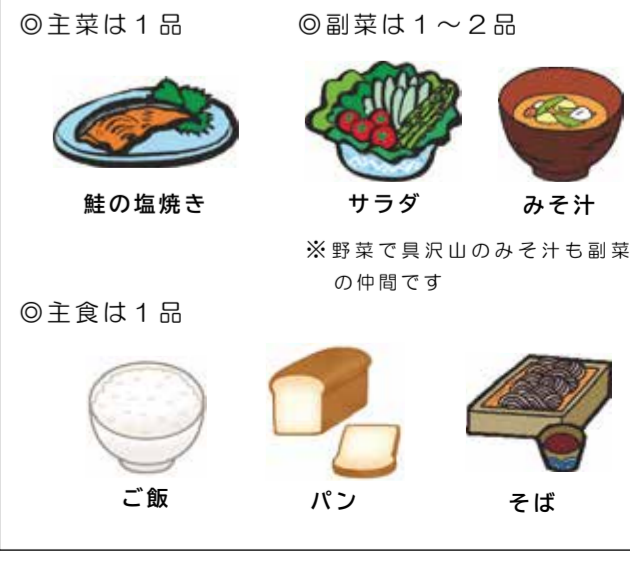 ◎主菜は１品
◎副菜は１～２品
鮭の塩焼き
サラダ
みそ汁
※野菜で具沢山のみそ汁も副菜
の仲間です
◎主食は１品
ご飯
パン
そば